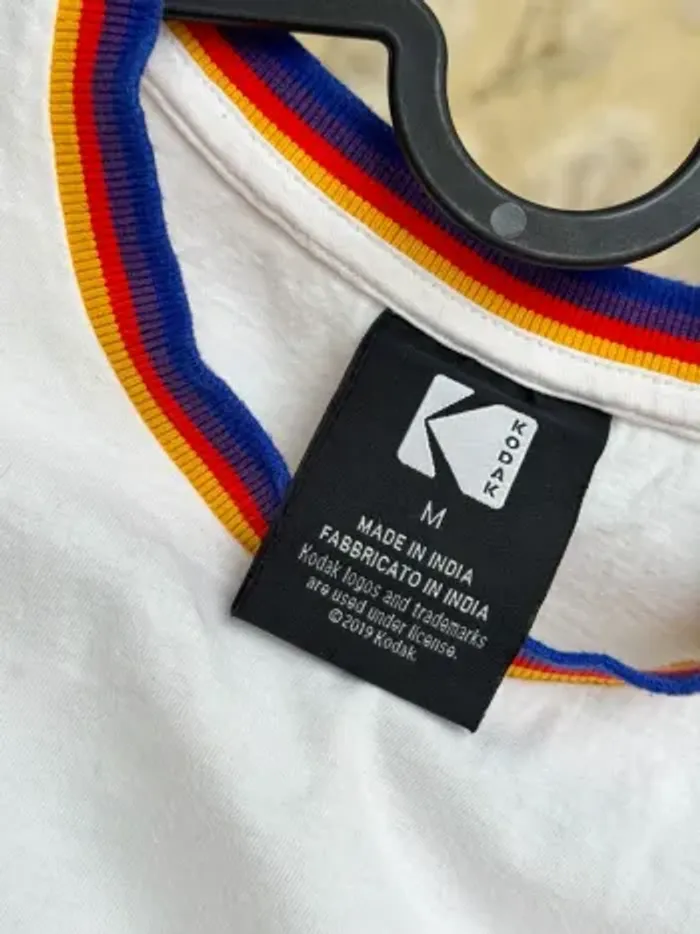 KODAK
M
MADE IN INDIA
FABBRICATO IN INDIA
Kodak logos and trademarks
are used under license.
©2019 Kodak.